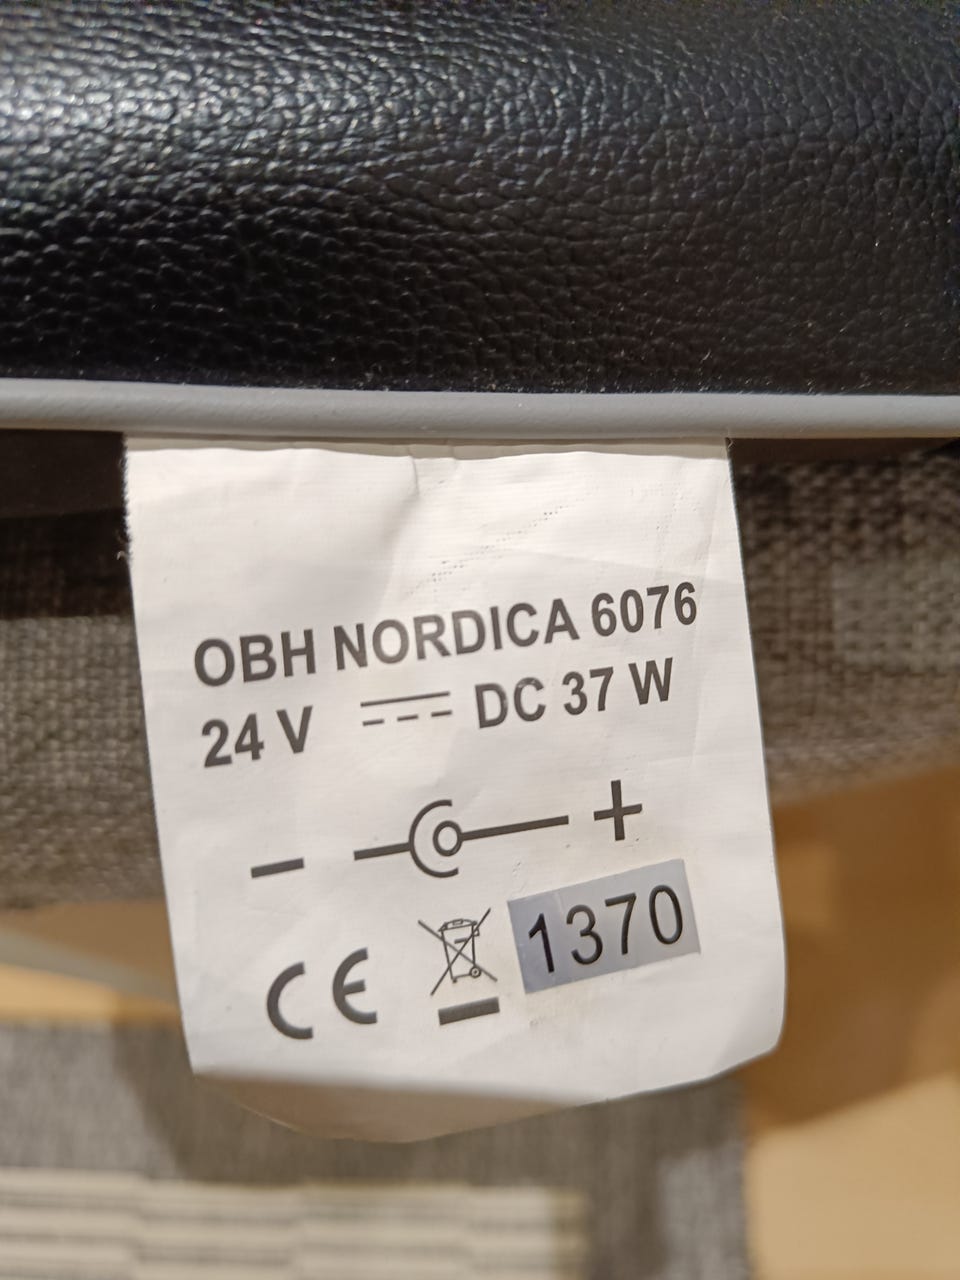 OBH NORDICA 6076
24 V DC 37 W
- +
CE 1370